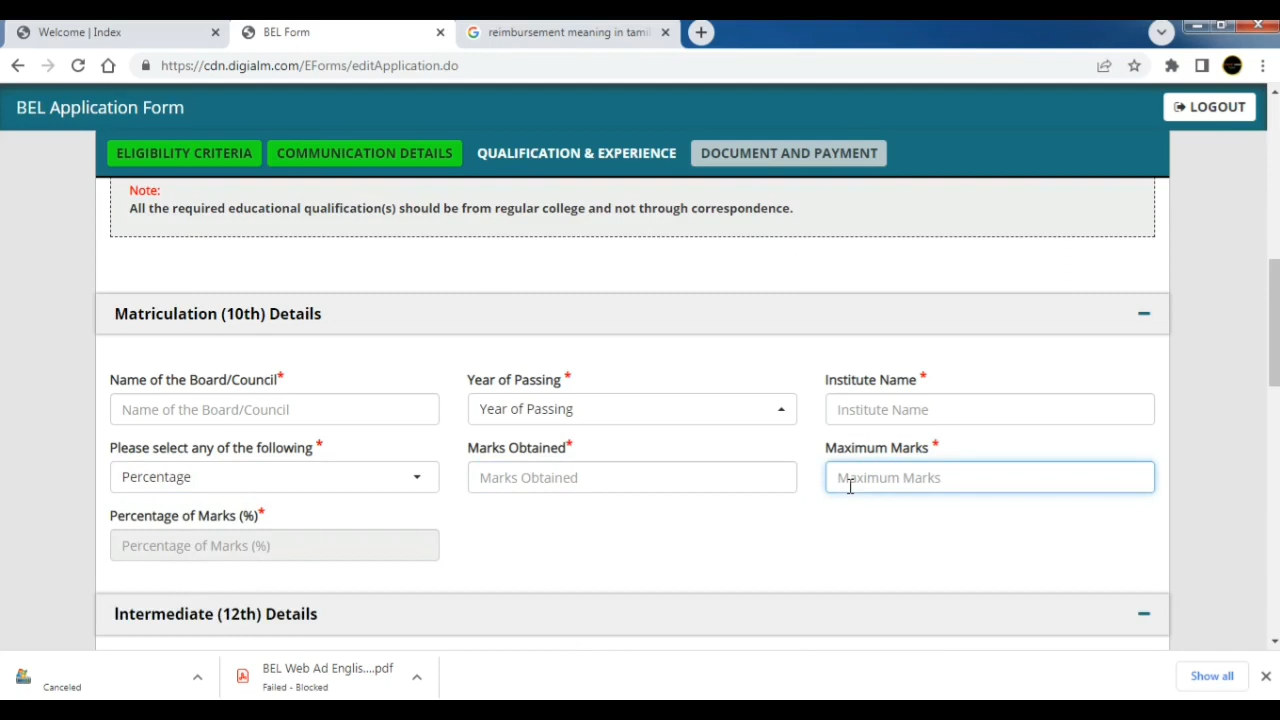 Welcome | Index
BEL Form
reimbursement meaning in tamil
https://cdn.digialm.com/EForms/editApplication.do
BEL Application Form
LOGOUT
ELIGIBILITY CRITERIA COMMUNICATION DETAILS QUALIFICATION & EXPERIENCE DOCUMENT AND PAYMENT
Note:
All the required educational qualification(s) should be from regular college and not through correspondence.
Matriculation (10th) Details
Name of the Board/Council* Year of Passing * Institute Name *
Name of the Board/Council Year of Passing Institute Name
Please select any of the following * Marks Obtained* Maximum Marks *
Percentage Marks Obtained Maximum Marks
Percentage of Marks (%)*
Percentage of Marks (%)
Intermediate (12th) Details
Canceled
BEL Web Ad Englis....pdf
Failed - Blocked
Show all